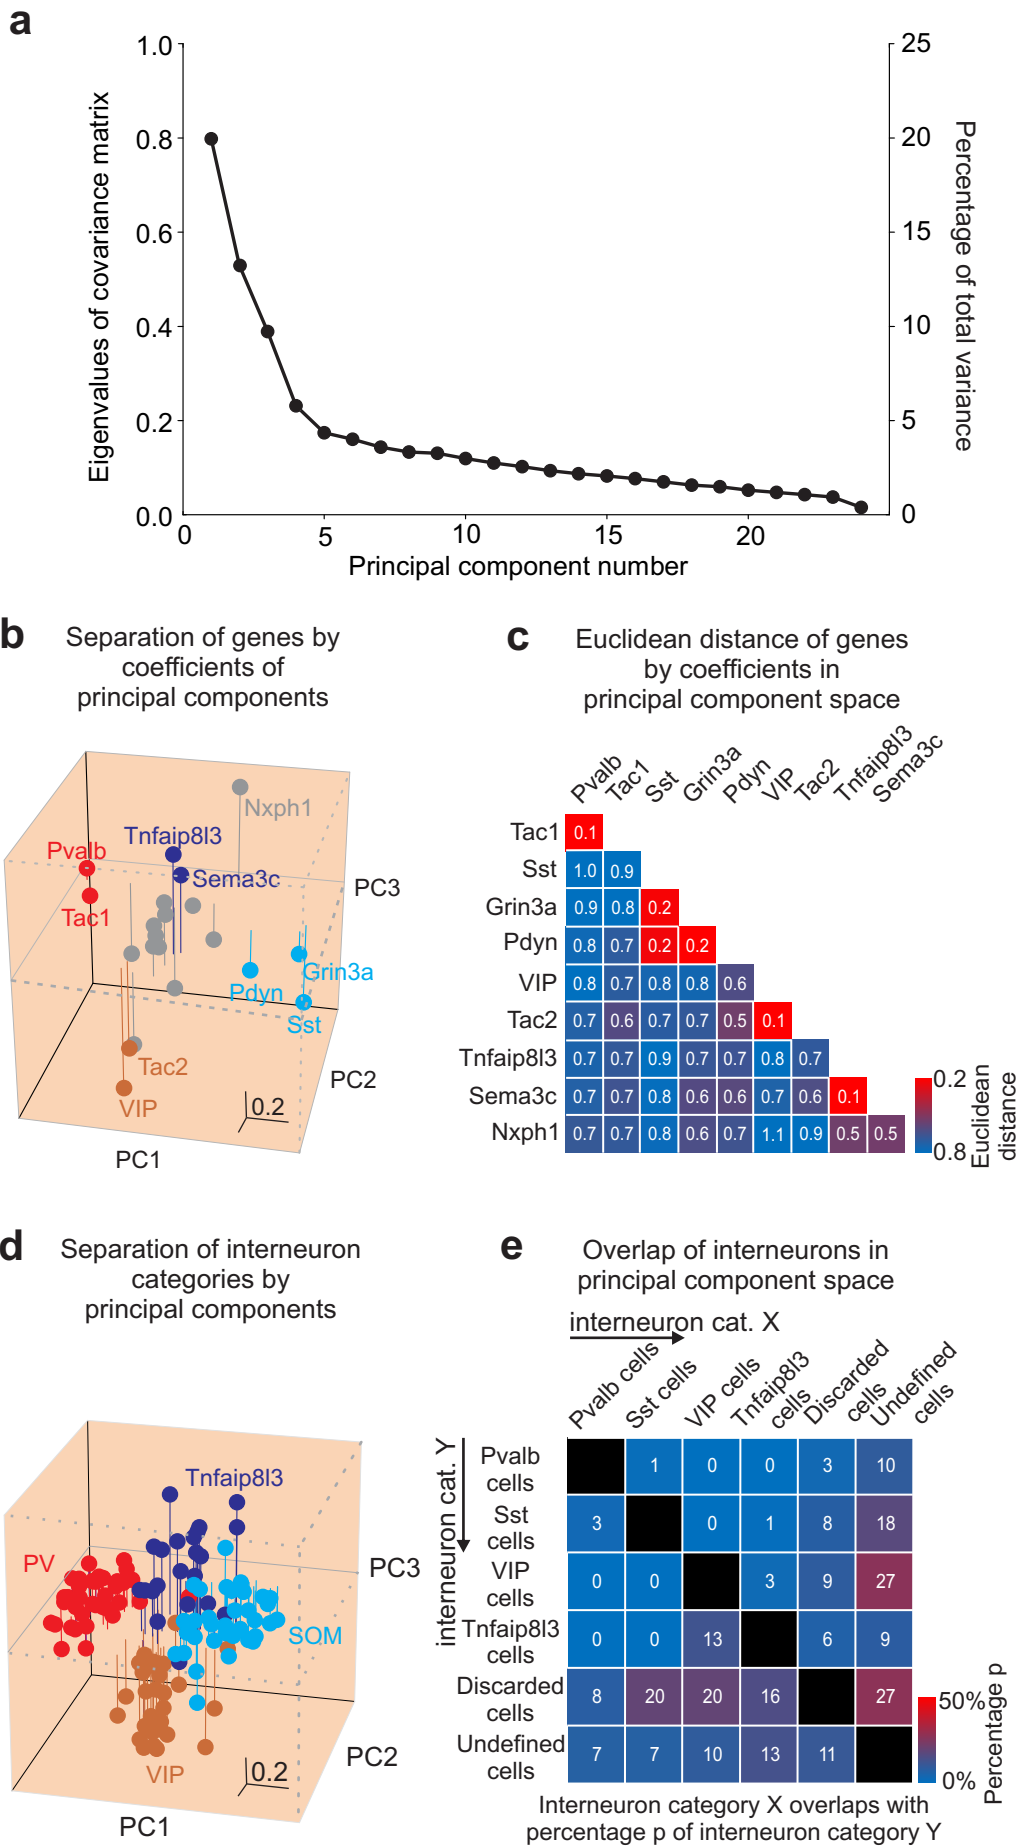 a
1.0
0.8
0.6
0.4
0.2
0.0
25
20
15
10
5
0
0
5
10
15
20
Eigenvalues of covariance matrix
Percentage of total variance
Principal component number
b
Separation of genes by
coefficients of
principal components
Nxph1
Tnfaip8l3
Pvalb
Sema3c
PC3
Tac1
Grin3a
Pdyn
Sst
Tac2
PC2
VIP
0.2
PC1
c
Euclidean distance of genes
by coefficients in
principal component space
Pvalb Tac1 Sst Grin3a Pdyn VIP Tac2 Tnfaip8l3 Sema3c
Tac1 0.1
Sst 1.0 0.9
Grin3a 0.9 0.8 0.2
Pdyn 0.8 0.7 0.2 0.2
VIP 0.8 0.7 0.8 0.8 0.6
Tac2 0.7 0.6 0.7 0.7 0.5 0.1
Tnfaip8l3 0.7 0.7 0.9 0.7 0.7 0.8 0.7
Sema3c 0.7 0.7 0.8 0.6 0.6 0.7 0.6 0.1
Nxph1 0.7 0.7 0.8 0.6 0.7 1.1 0.9 0.5 0.5
0.2
0.8
Euclidean
distance
d
Separation of interneuron
categories by
principal components
Tnfaip8l3
PV
PC3
SOM
VIP
0.2
PC2
PC1
e
Overlap of interneurons in
principal component space
interneuron cat. X
interneuron cat. Y
Pvalb cells
Sst cells
VIP cells
Tnfaip8l3
cells
Discarded
cells
Undefined
cells
Pvalb
cells
1 0 0 3 10
Sst
cells
3 0 1 8 18
VIP
cells
0 0 3 9 27
Tnfaip8l3
cells
0 0 13 6 9
Discarded
cells
8 20 20 16 27
Undefined
cells
7 7 10 13 11
50%
0%
Percentage p
Interneuron category X overlaps with
percentage p of interneuron category Y